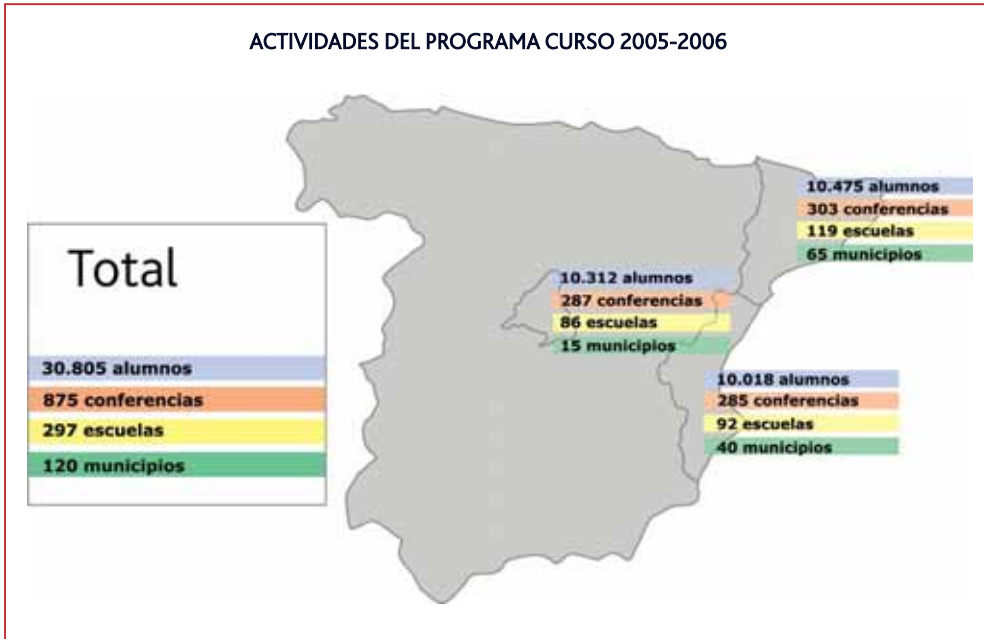 ACTIVIDADES DEL PROGRAMA CURSO 2005-2006
Total
30.805 alumnos
875 conferencias
297 escuelas
120 municipios
10.475 alumnos
303 conferencias
119 escuelas
65 municipios
10.312 alumnos
287 conferencias
86 escuelas
15 municipios
10.018 alumnos
285 conferencias
92 escuelas
40 municipios